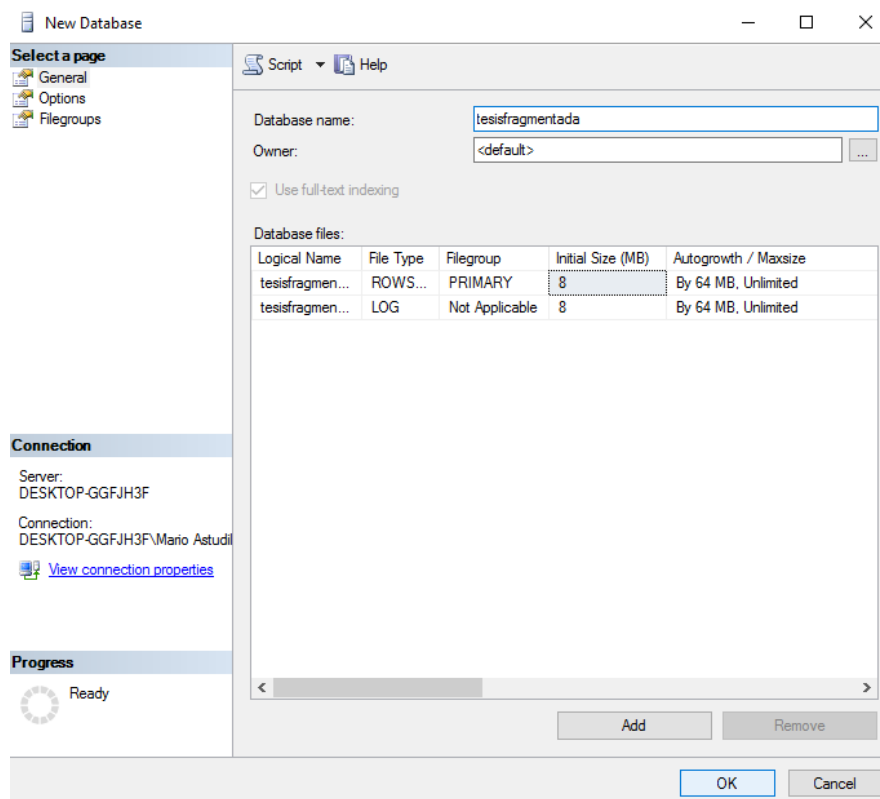 New Database
Select a page
General
Options
Filegroups
Script Help
Database name: tesisfragmentada
Owner: <default> ...
Use full-text indexing
Database files:
Logical Name File Type Filegroup Initial Size (MB) Autogrowth / Maxsize
tesisfragmen... ROWS... PRIMARY 8 By 64 MB, Unlimited
tesisfragmen... LOG Not Applicable 8 By 64 MB, Unlimited
Connection
Server:
DESKTOP-GGFJH3F
Connection:
DESKTOP-GGFJH3F\Mario Astudil
View connection properties
Progress
Ready
Add Remove
OK Cancel